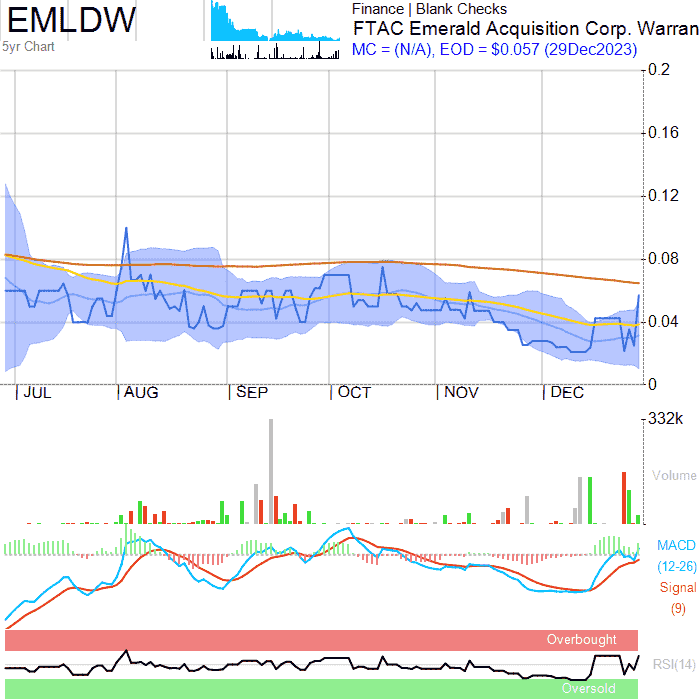 EMLDW
5yr Chart
Finance | Blank Checks
FTAC Emerald Acquisition Corp. Warran
MC = (N/A), EOD = $0.057 (29Dec2023)
0.2
0.16
0.12
0.08
0.04
0
JUL AUG SEP OCT NOV DEC
332k
Volume
MACD
(12-26)
Signal
(9)
Overbought
RSI(14)
Oversold